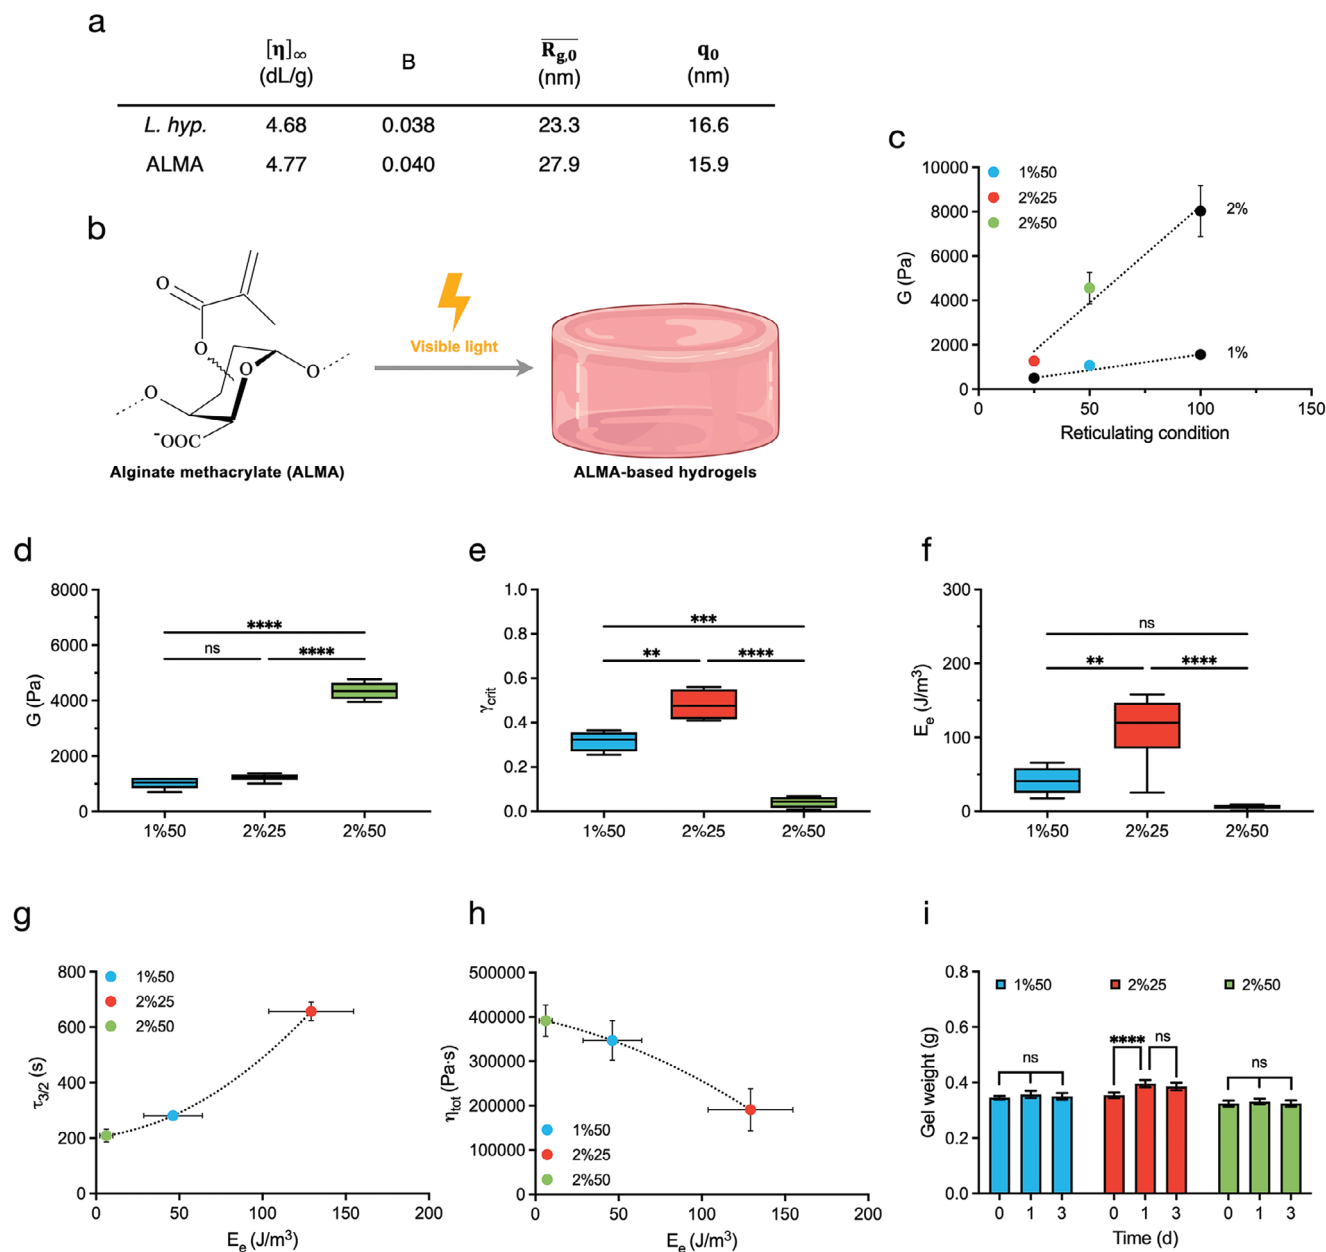 a
[η]∞ (dL/g) B R̅g,0 (nm) q0 (nm)
L. hyp. 4.68 0.038 23.3 16.6
ALMA 4.77 0.040 27.9 15.9
b
O
O
O
O
O
⁻OOC
Visible light
Alginate methacrylate (ALMA)
ALMA-based hydrogels
c
1%50
2%25
2%50
2%
1%
G (Pa)
10000
8000
6000
4000
2000
0
0 50 100 150
Reticulating condition
d
G (Pa)
8000
6000
4000
2000
0
****
ns ****
1%50 2%25 2%50
e
γcrit
1.0
0.8
0.6
0.4
0.2
0.0
***
** ****
1%50 2%25 2%50
f
Ee (J/m³)
300
200
100
0
ns
** ****
1%50 2%25 2%50
g
τ3/2 (s)
800
600
400
200
0
1%50
2%25
2%50
0 50 100 150 200
Ee (J/m³)
h
ηtot (Pa·s)
500000
400000
300000
200000
100000
0
1%50
2%25
2%50
0 50 100 150 200
Ee (J/m³)
i
Gel weight (g)
0.8
0.6
0.4
0.2
0.0
1%50 2%25 2%50
ns **** ns ns
0 1 3 0 1 3 0 1 3
Time (d)